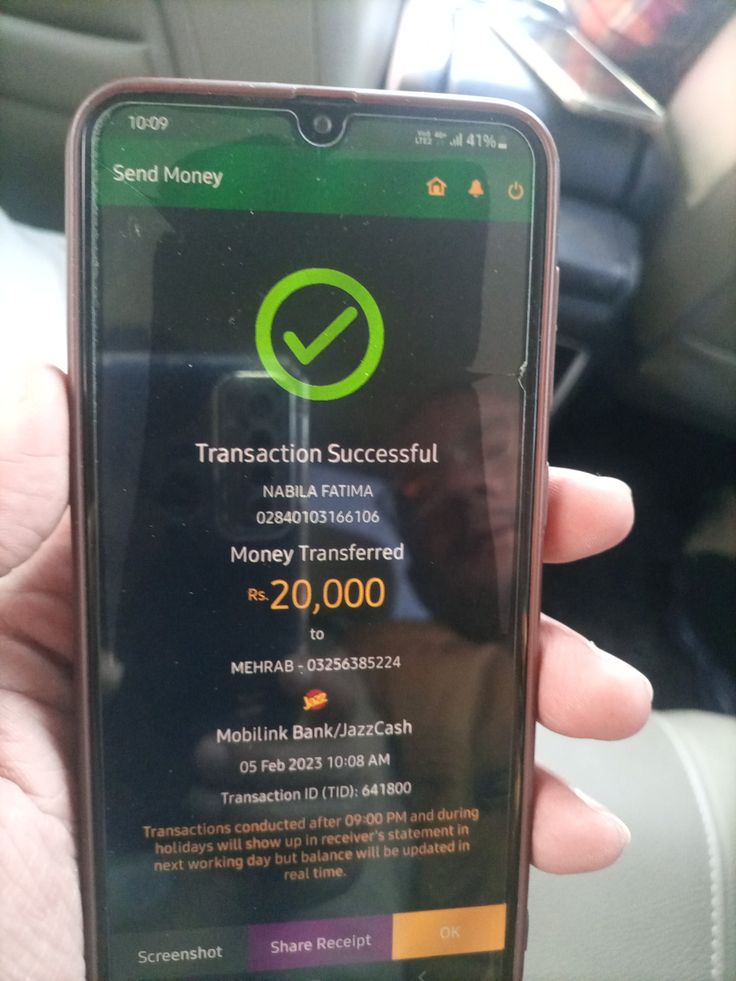 10:09
LTE2 41%
Send Money
Transaction Successful
NABILA FATIMA
02840103166106
Money Transferred
Rs. 20,000
to
MEHRAB - 03256385224
Jazz
Mobilink Bank/JazzCash
05 Feb 2023 10:08 AM
Transaction ID (TID): 641800
Transactions conducted after 09:00 PM and during
holidays will show up in receiver's statement in
next working day but balance will be updated in
real time.
Screenshot
Share Receipt
OK